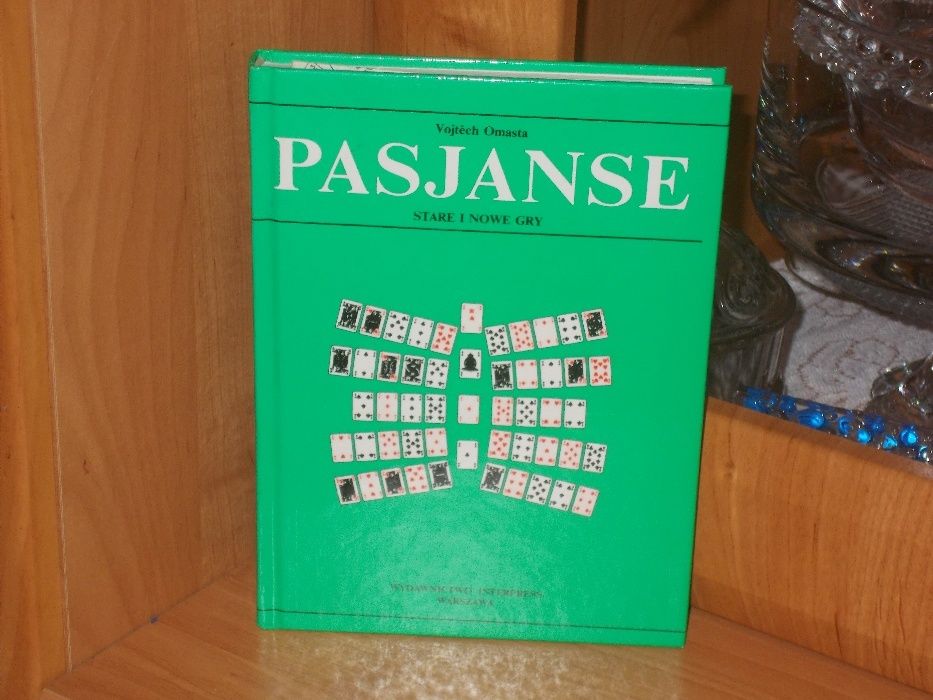 Vojtěch Omasta
PASJANSE
STARE I NOWE GRY
WYDAWNICTWO INTERPRESS
WARSZAWA